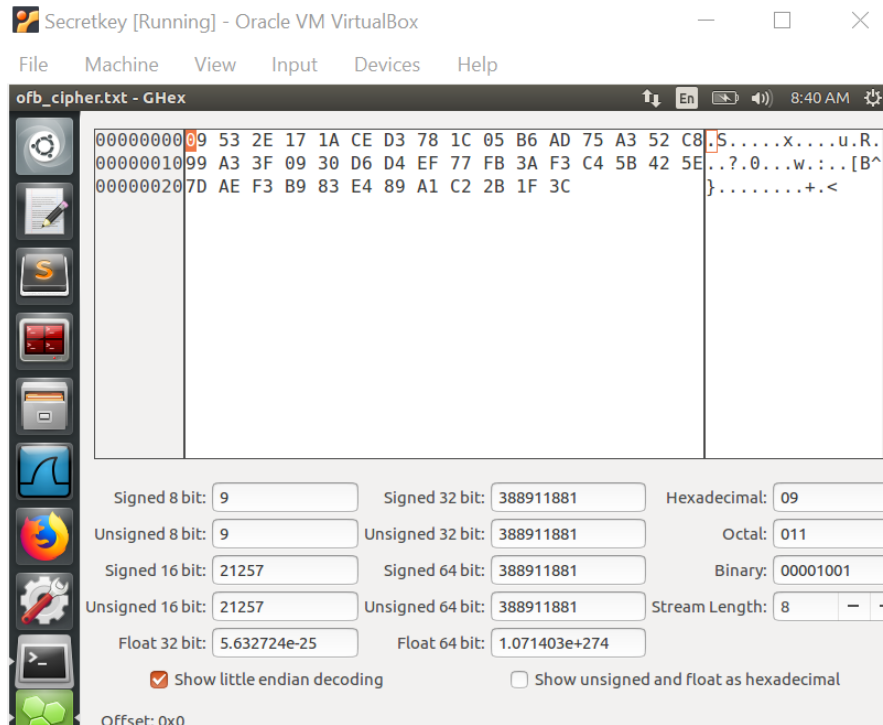 Secretkey [Running] - Oracle VM VirtualBox
File Machine View Input Devices Help
ofb_cipher.txt - GHex En 8:40 AM
00000000 09 53 2E 17 1A CE D3 78 1C 05 B6 AD 75 A3 52 C8 .S.....x....u.R.
00000010 99 A3 3F 09 30 D6 D4 EF 77 FB 3A F3 C4 5B 42 5E ..?.0...w.:..[B^
00000020 7D AE F3 B9 83 E4 89 A1 C2 2B 1F 3C }........+.<
Signed 8 bit: 9 Signed 32 bit: 388911881 Hexadecimal: 09
Unsigned 8 bit: 9 Unsigned 32 bit: 388911881 Octal: 011
Signed 16 bit: 21257 Signed 64 bit: 388911881 Binary: 00001001
Unsigned 16 bit: 21257 Unsigned 64 bit: 388911881 Stream Length: 8 −
Float 32 bit: 5.632724e-25 Float 64 bit: 1.071403e+274
Show little endian decoding Show unsigned and float as hexadecimal
Offset: 0x0